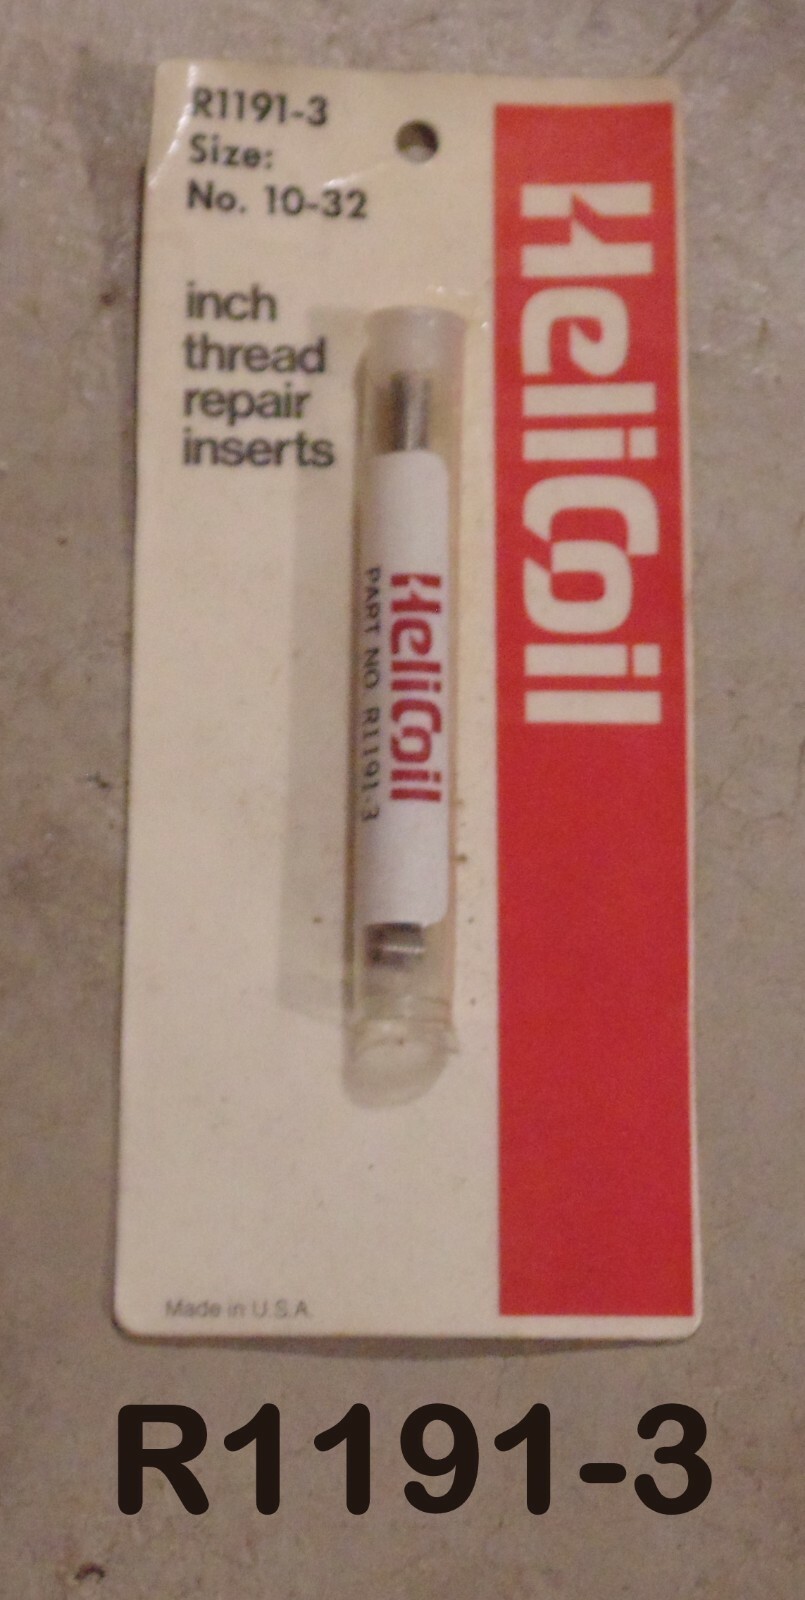 R1191-3
Size:
No. 10-32
inch
thread
repair
inserts
HeliCoil
HeliCoil
PART NO. R1191-3
Made in U.S.A.
R1191-3